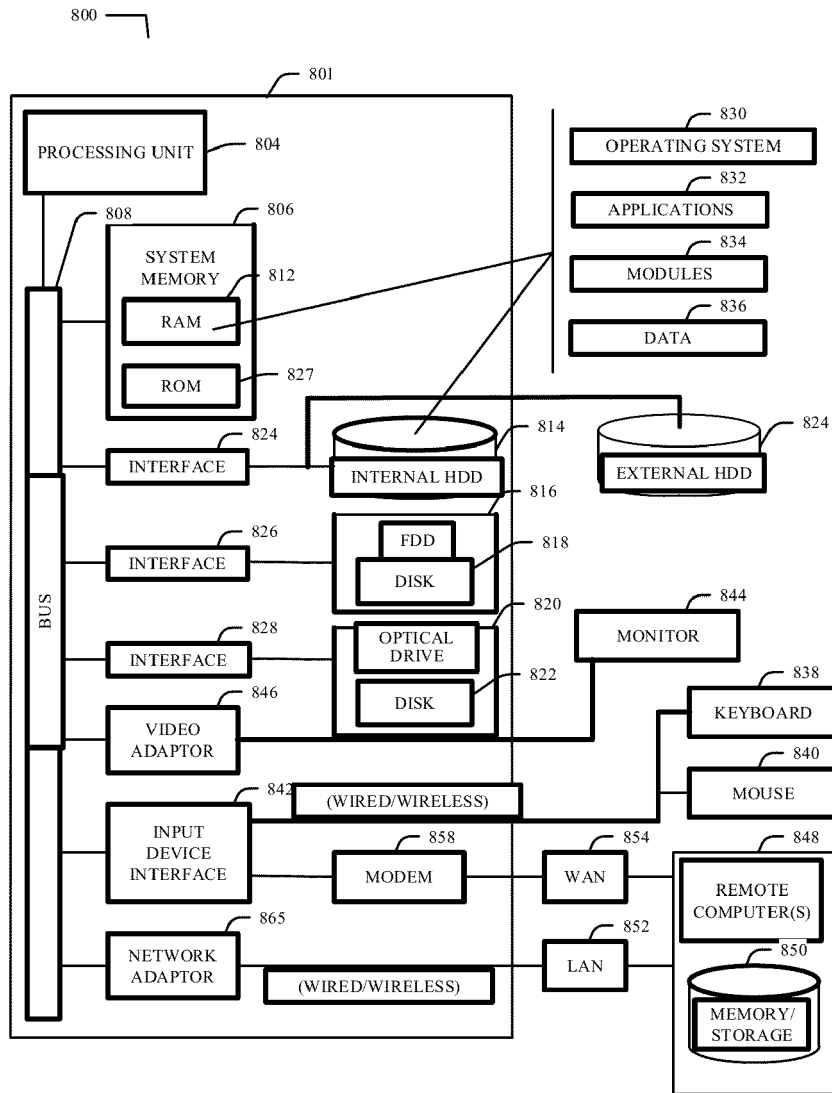 800
801
PROCESSING UNIT
804
830
OPERATING SYSTEM
832
APPLICATIONS
834
MODULES
836
DATA
808
806
SYSTEM
MEMORY
812
RAM
ROM
827
824
INTERFACE
814
INTERNAL HDD
824
EXTERNAL HDD
816
826
INTERFACE
FDD
818
DISK
BUS
820
828
INTERFACE
OPTICAL
DRIVE
822
DISK
844
MONITOR
846
VIDEO
ADAPTOR
838
KEYBOARD
840
MOUSE
842
INPUT
DEVICE
INTERFACE
(WIRED/WIRELESS)
858
MODEM
854
WAN
848
REMOTE
COMPUTER(S)
865
NETWORK
ADAPTOR
(WIRED/WIRELESS)
852
LAN
850
MEMORY/
STORAGE